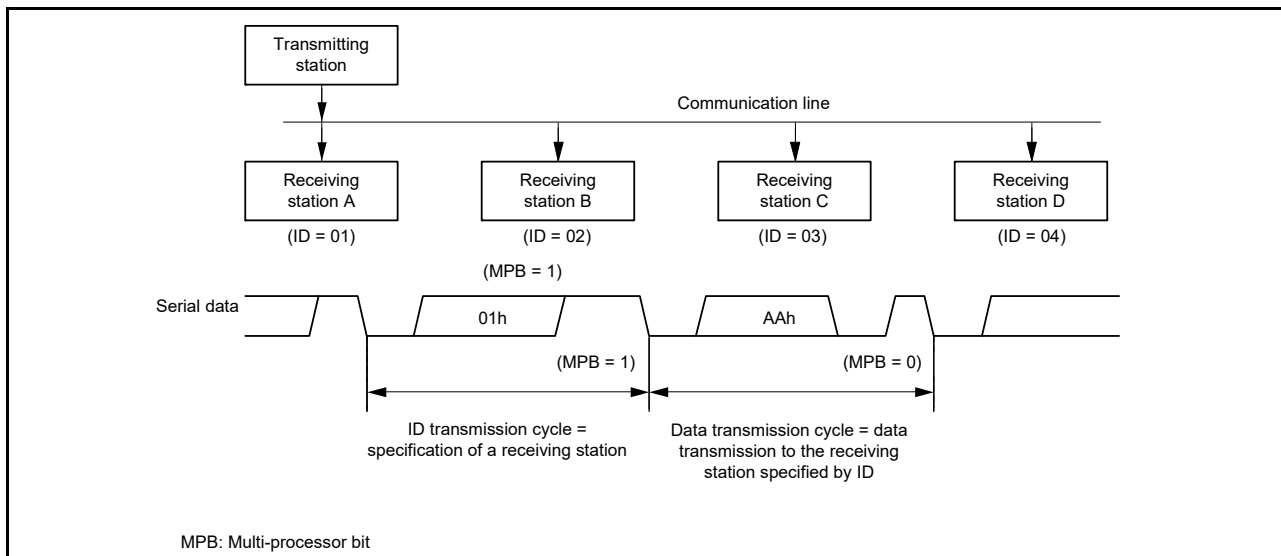 Transmitting
station
Communication line
Receiving
station A
Receiving
station B
Receiving
station C
Receiving
station D
(ID = 01)
(ID = 02)
(ID = 03)
(ID = 04)
(MPB = 1)
Serial data
01h
AAh
(MPB = 1)
(MPB = 0)
ID transmission cycle =
specification of a receiving station
Data transmission cycle = data
transmission to the receiving
station specified by ID
MPB: Multi-processor bit